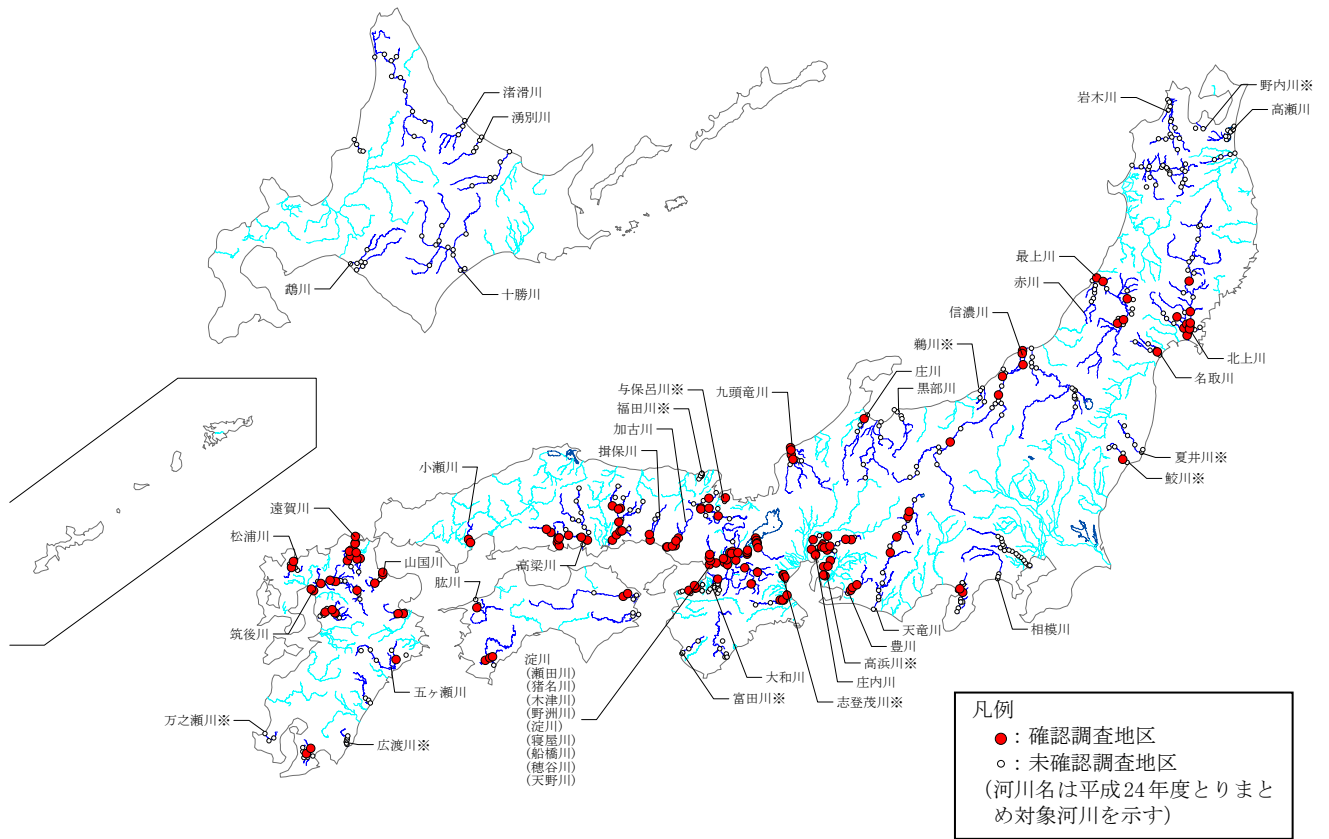 渚滑川
湧別川
鵡川
十勝川
岩木川
野内川※
高瀬川
最上川
赤川
信濃川
鵜川※
北上川
名取川
庄川
黒部川
九頭竜川
与保呂川※
福田川※
加古川
揖保川
小瀬川
夏井川※
鮫川※
遠賀川
松浦川
山国川
肱川
高梁川
筑後川
五ヶ瀬川
万之瀬川※
広渡川※
淀川
(瀬田川)
(猪名川)
(木津川)
(野洲川)
(淀川)
(寝屋川)
(船橋川)
(穂谷川)
(天野川)
大和川
富田川※
志登茂川※
庄内川
高浜川※
豊川
天竜川
相模川
凡例
：確認調査地区
：未確認調査地区
(河川名は平成24年度とりまと
め対象河川を示す)